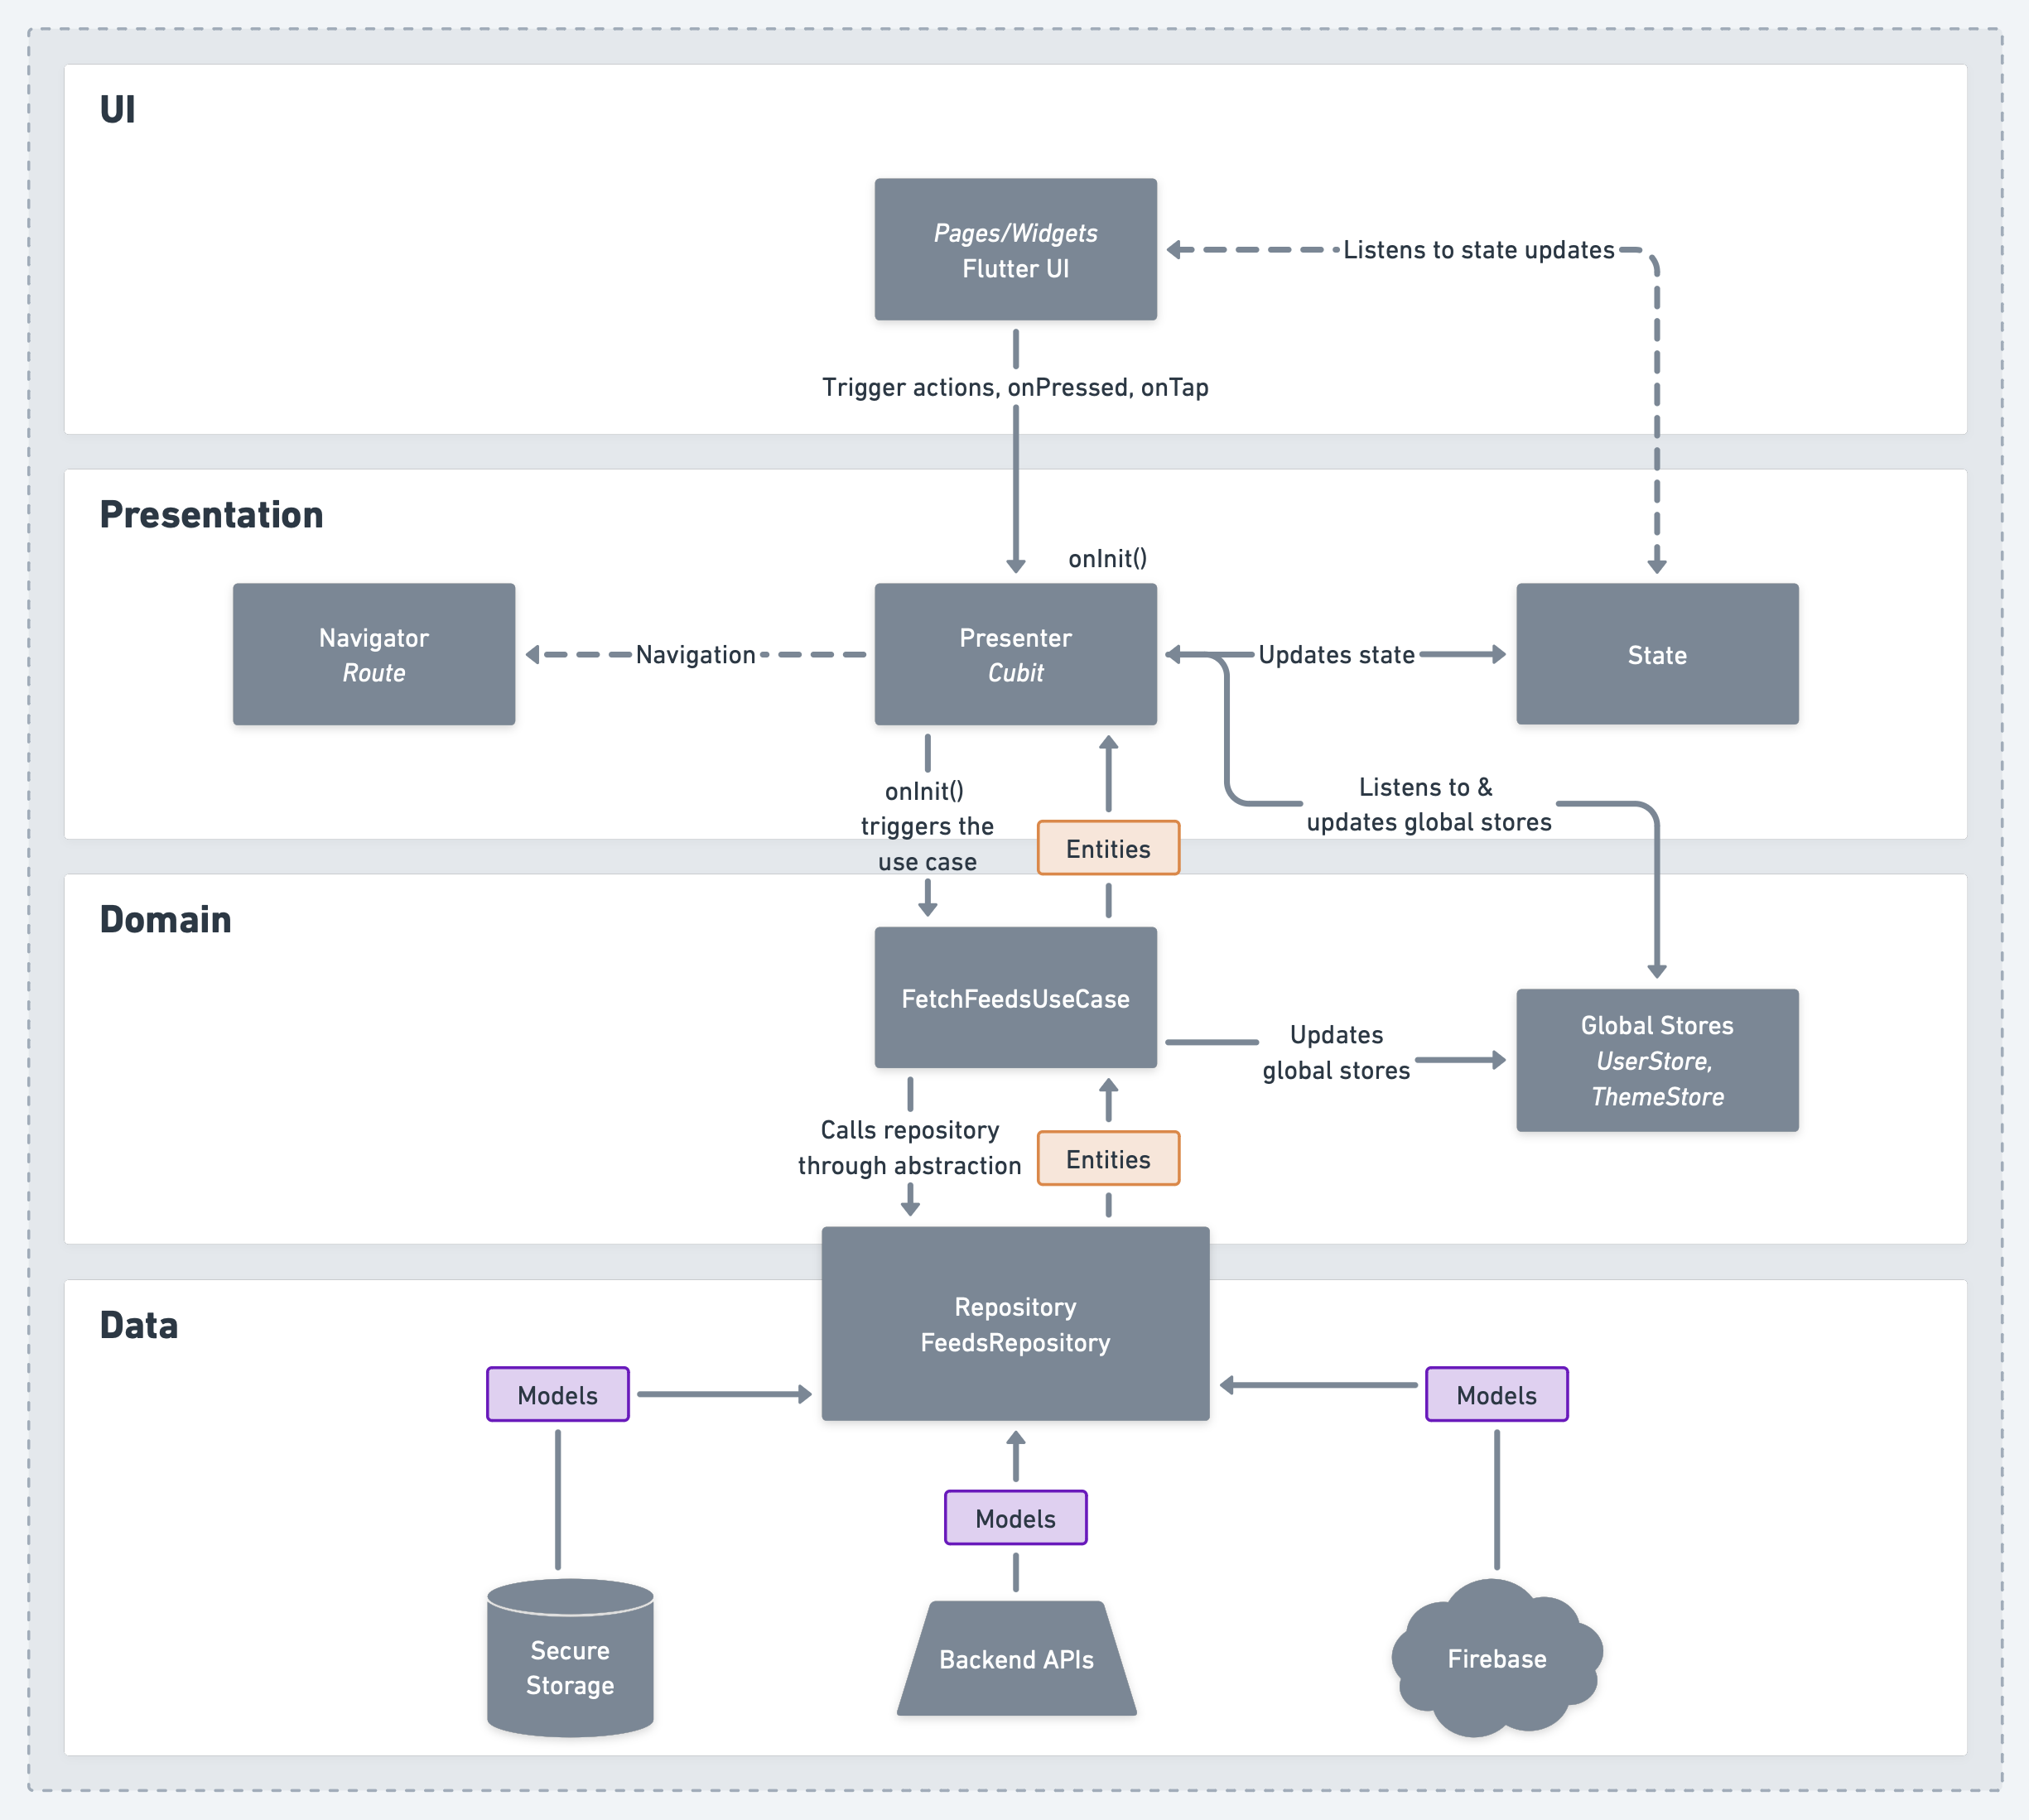 UI
Pages/Widgets
Flutter UI
Listens to state updates
Trigger actions, onPressed, onTap
Presentation
onInit()
Navigator
Route
Navigation
Presenter
Cubit
Updates state
State
onInit()
triggers the
use case
Entities
Listens to &
updates global stores
Domain
FetchFeedsUseCase
Updates
global stores
Global Stores
UserStore,
ThemeStore
Calls repository
through abstraction
Entities
Data
Repository
FeedsRepository
Models
Models
Models
Secure
Storage
Backend APIs
Firebase